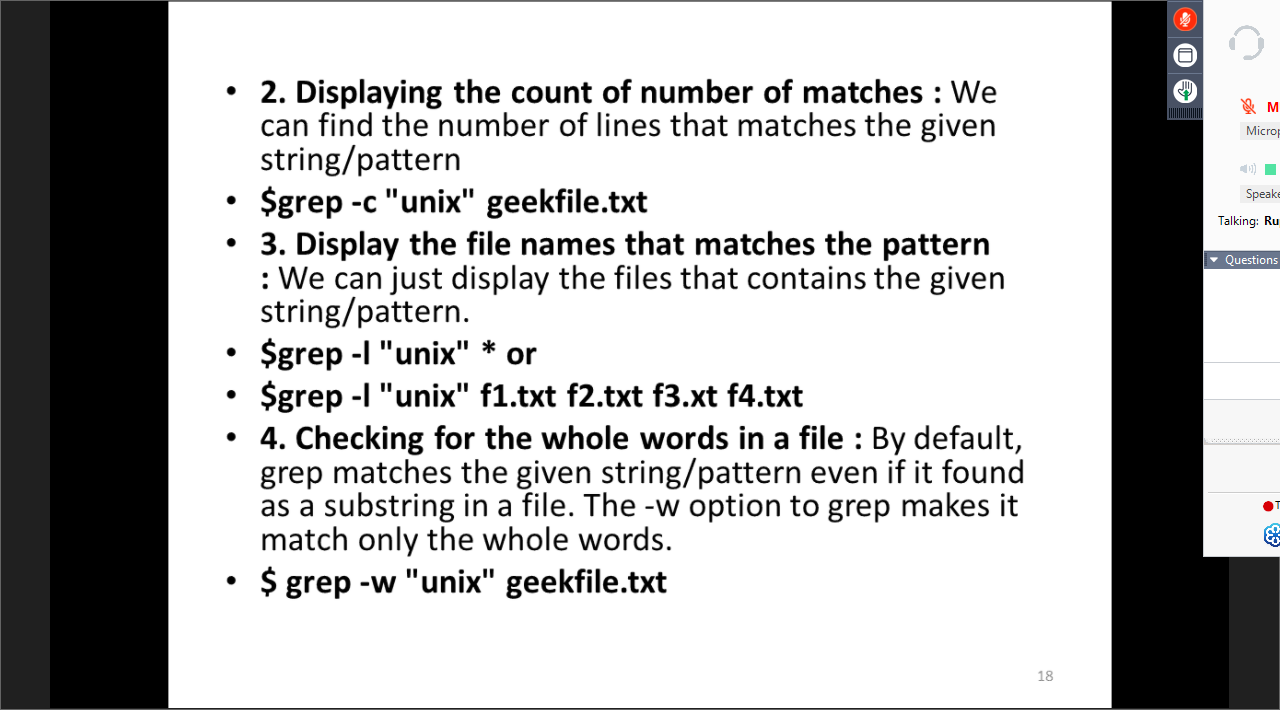 • 2. Displaying the count of number of matches : We
can find the number of lines that matches the given
string/pattern
• $grep -c "unix" geekfile.txt
• 3. Display the file names that matches the pattern
: We can just display the files that contains the given
string/pattern.
• $grep -l "unix" * or
• $grep -l "unix" f1.txt f2.txt f3.xt f4.txt
• 4. Checking for the whole words in a file : By default,
grep matches the given string/pattern even if it found
as a substring in a file. The -w option to grep makes it
match only the whole words.
• $ grep -w "unix" geekfile.txt
18
M
Microp
Speake
Talking: Ru
Questions
T